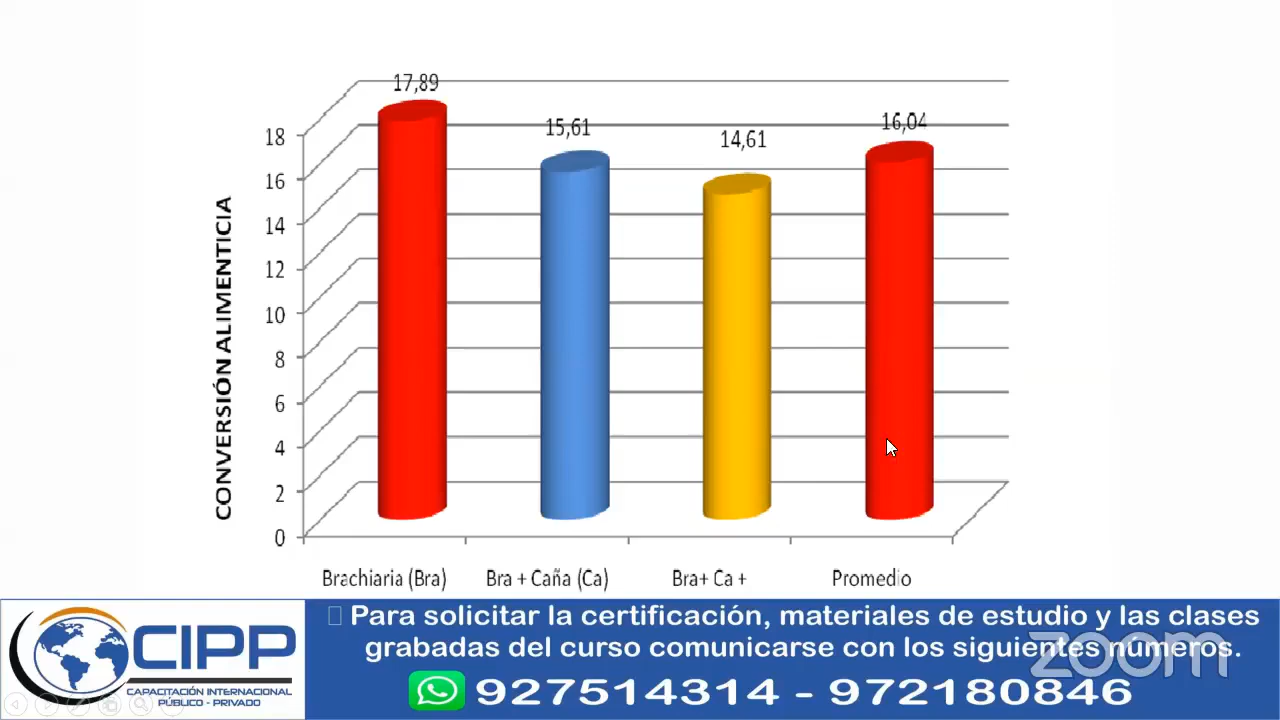 17,89
15,61
14,61
16,04
18
16
14
12
10
8
6
4
2
0
CONVERSIÓN ALIMENTICIA
Brachiaria (Bra)
Bra + Caña (Ca)
Bra+ Ca +
Promedio
Para solicitar la certificación, materiales de estudio y las clases
grabadas del curso comunicarse con los siguientes números.
927514314 - 972180846
CIPP
CAPACITACIÓN INTERNACIONAL
PÚBLICO - PRIVADO
zoom